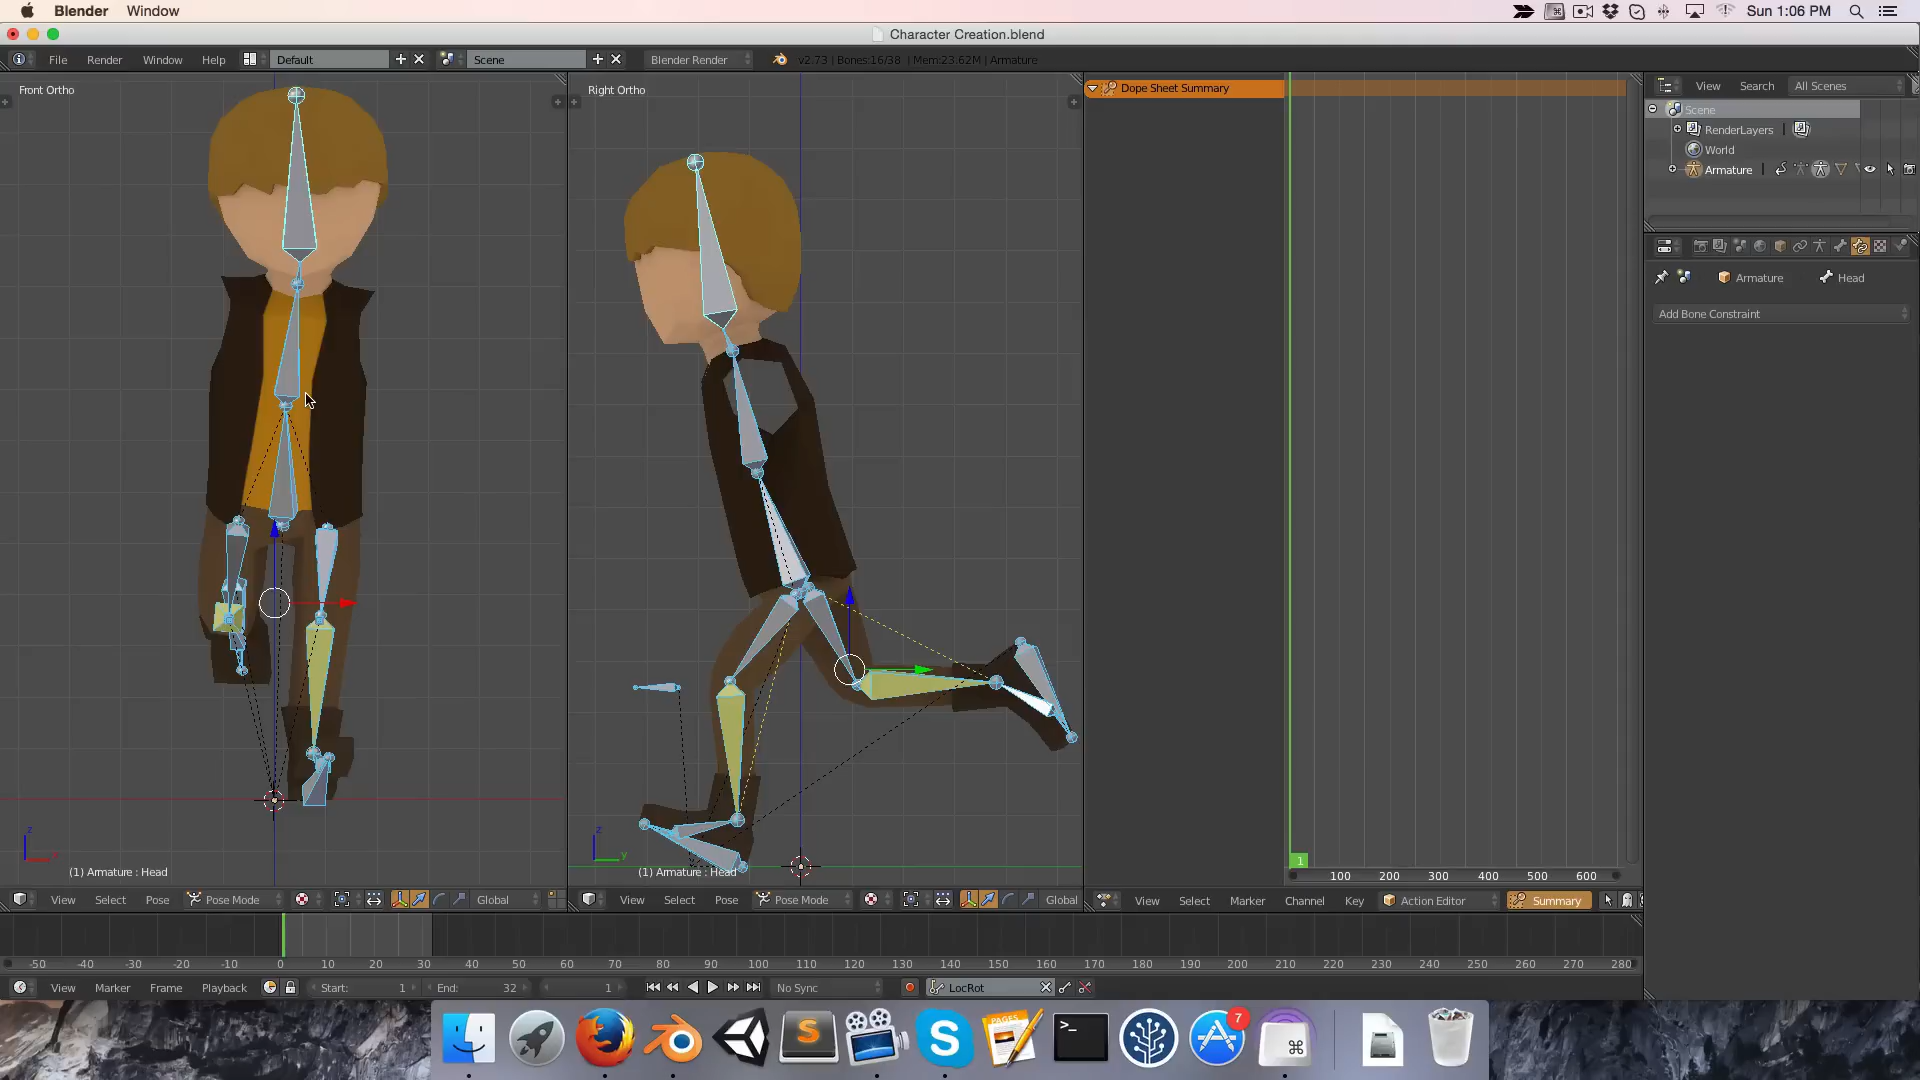 Blender Window Sun 1:06 PM
Character Creation.blend
File Render Window Help Default Scene Blender Render v2.73 | Bones:16/38 | Mem:23.62M | Armature
Front Ortho
Right Ortho
Dope Sheet Summary
View Search All Scenes
Scene
RenderLayers
World
Armature
Armature Head
Add Bone Constraint
z
x
(1) Armature : Head
z
y
(1) Armature : Head
1
100 200 300 400 500 600
View Select Pose Pose Mode Global
View Select Pose Pose Mode Global
View Select Marker Channel Key Action Editor Summary
-50 -40 -30 -20 -10 0 10 20 30 40 50 60 70 80 90 100 110 120 130 140 150 160 170 180 190 200 210 220 230 240 250 260 270 280
View Marker Frame Playback Start: 1 End: 32 1 No Sync LocRot
S
S
PAGES
>_
7
⌘